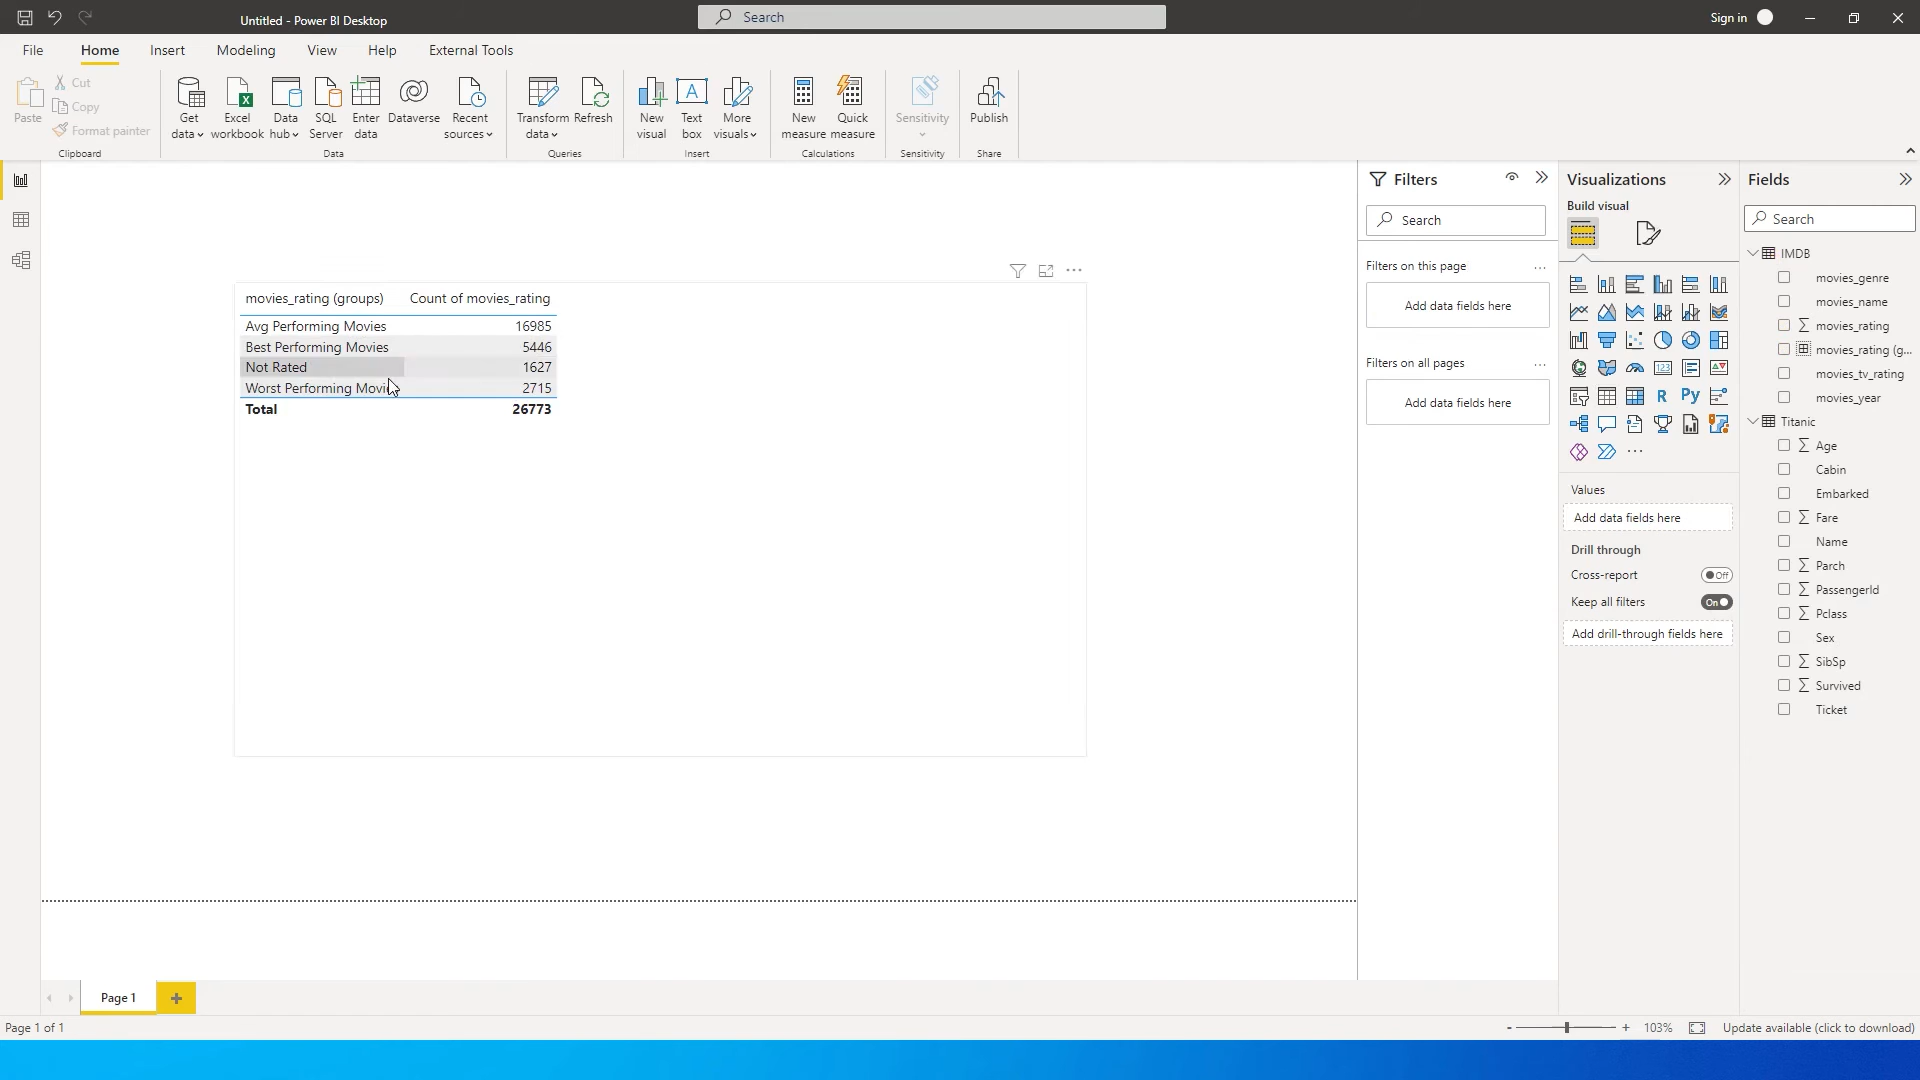 Untitled - Power BI Desktop
Search
Sign in
File
Home
Insert
Modeling
View
Help
External Tools
Paste
Cut
Copy
Format painter
Clipboard
Get data
Excel workbook
Data hub
SQL Server
Enter data
Dataverse
Recent sources
Data
Transform data
Refresh
Queries
New visual
Text box
More visuals
Insert
New measure
Quick measure
Calculations
Sensitivity
Sensitivity
Publish
Share
movies_rating (groups) Count of movies_rating
Avg Performing Movies 16985
Best Performing Movies 5446
Not Rated 1627
Worst Performing Movi 2715
Total 26773
Filters
Search
Filters on this page
...
Add data fields here
Filters on all pages
...
Add data fields here
Visualizations
Build visual
123
R
Py
...
Values
Add data fields here
Drill through
Cross-report
Off
Keep all filters
On
Add drill-through fields here
Fields
Search
IMDB
movies_genre
movies_name
movies_rating
movies_rating (g...
movies_tv_rating
movies_year
Titanic
Age
Cabin
Embarked
Fare
Name
Parch
PassengerId
Pclass
Sex
SibSp
Survived
Ticket
Page 1
Page 1 of 1
- + 103%
Update available (click to download)